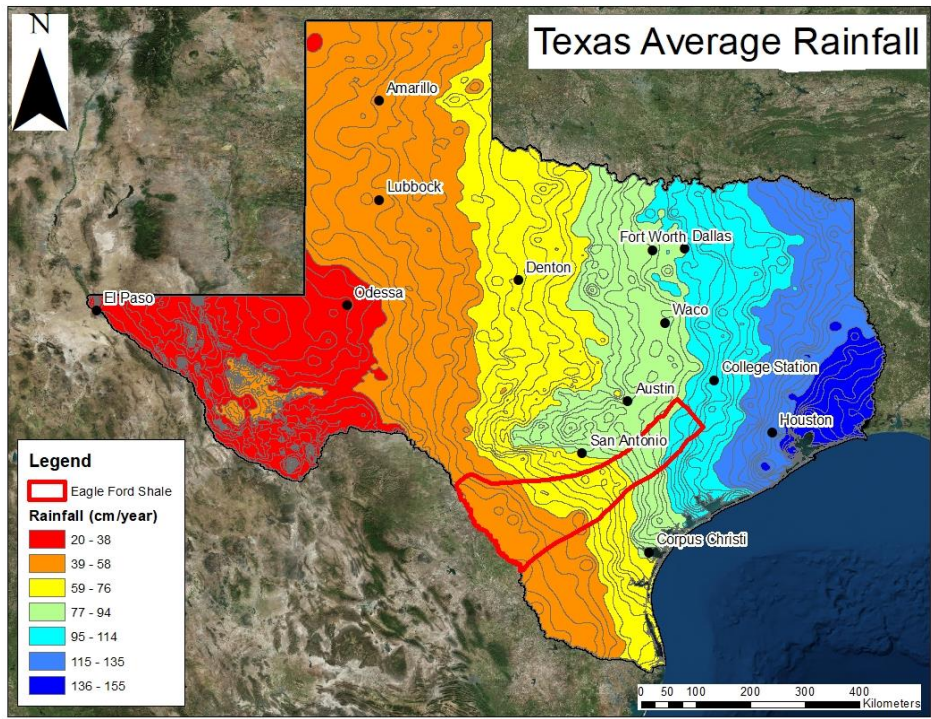 N
Texas Average Rainfall
Amarillo
Lubbock
Fort Worth Dallas
Denton
El Paso
Odessa
Waco
College Station
Austin
Houston
San Antonio
Corpus Christi
Legend
Eagle Ford Shale
Rainfall (cm/year)
20 - 38
39 - 58
59 - 76
77 - 94
95 - 114
115 - 135
136 - 155
0 50 100 200 300 400
Kilometers